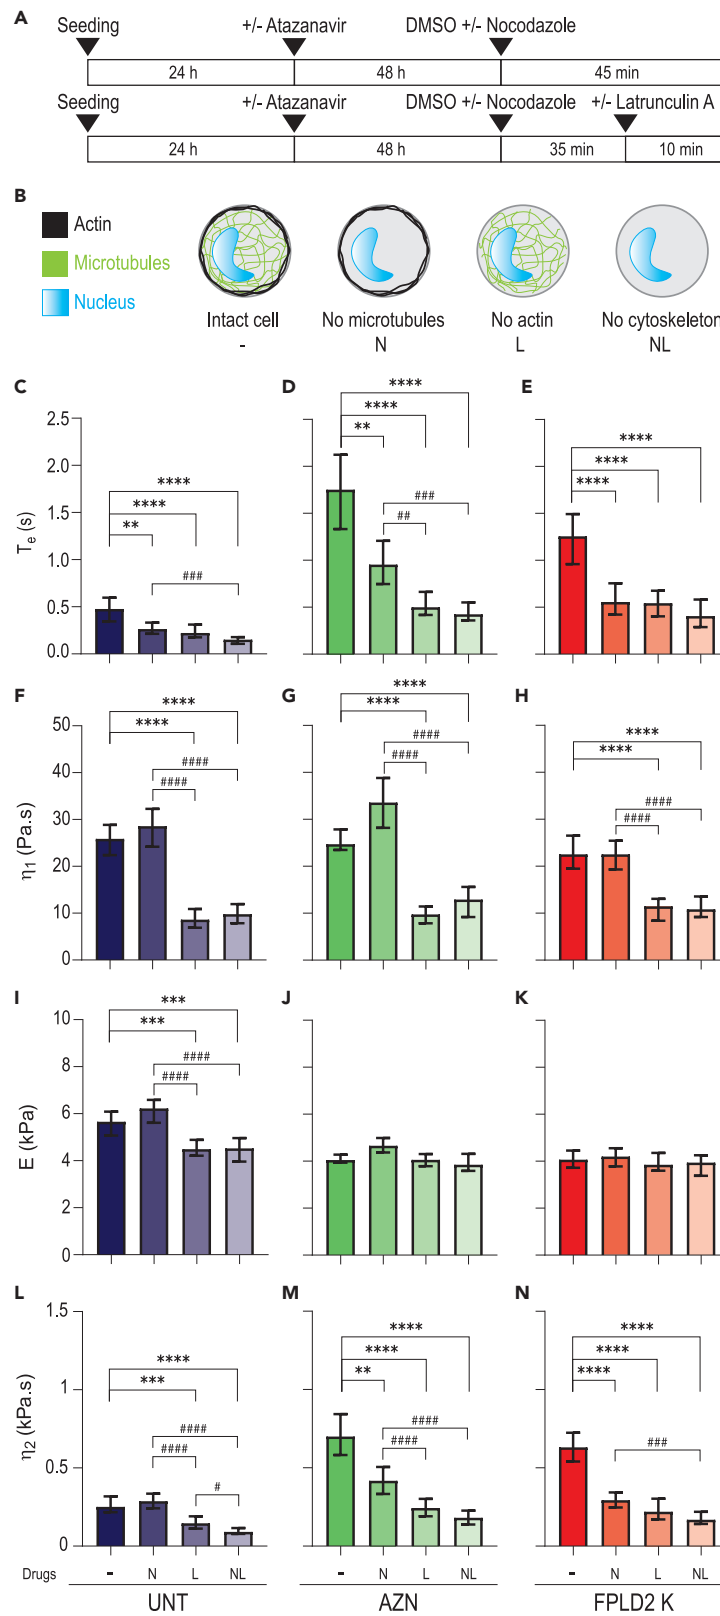 A
Seeding +/- Atazanavir DMSO +/- Nocodazole
24 h 48 h 45 min
Seeding +/- Atazanavir DMSO +/- Nocodazole +/- Latrunculin A
24 h 48 h 35 min 10 min
B
Actin
Microtubules
Nucleus
Intact cell No microtubules No actin No cytoskeleton
- N L NL
C D E
2.5
2.0
1.5
1.0
0.5
0.0
Te (s)
**** **** ** ###
**** **** ** ### ##
**** **** ****
F G H
50
40
30
20
10
0
η1 (Pa.s)
**** **** #### ####
**** **** #### ####
**** **** #### ####
I J K
10
8
6
4
2
0
E (kPa)
*** *** #### ####
L M N
1.5
1
0.5
0
η2 (kPa.s)
**** *** #### #### #
**** **** ** #### ####
**** **** **** ###
Drugs - N L NL - N L NL - N L NL
UNT AZN FPLD2 K